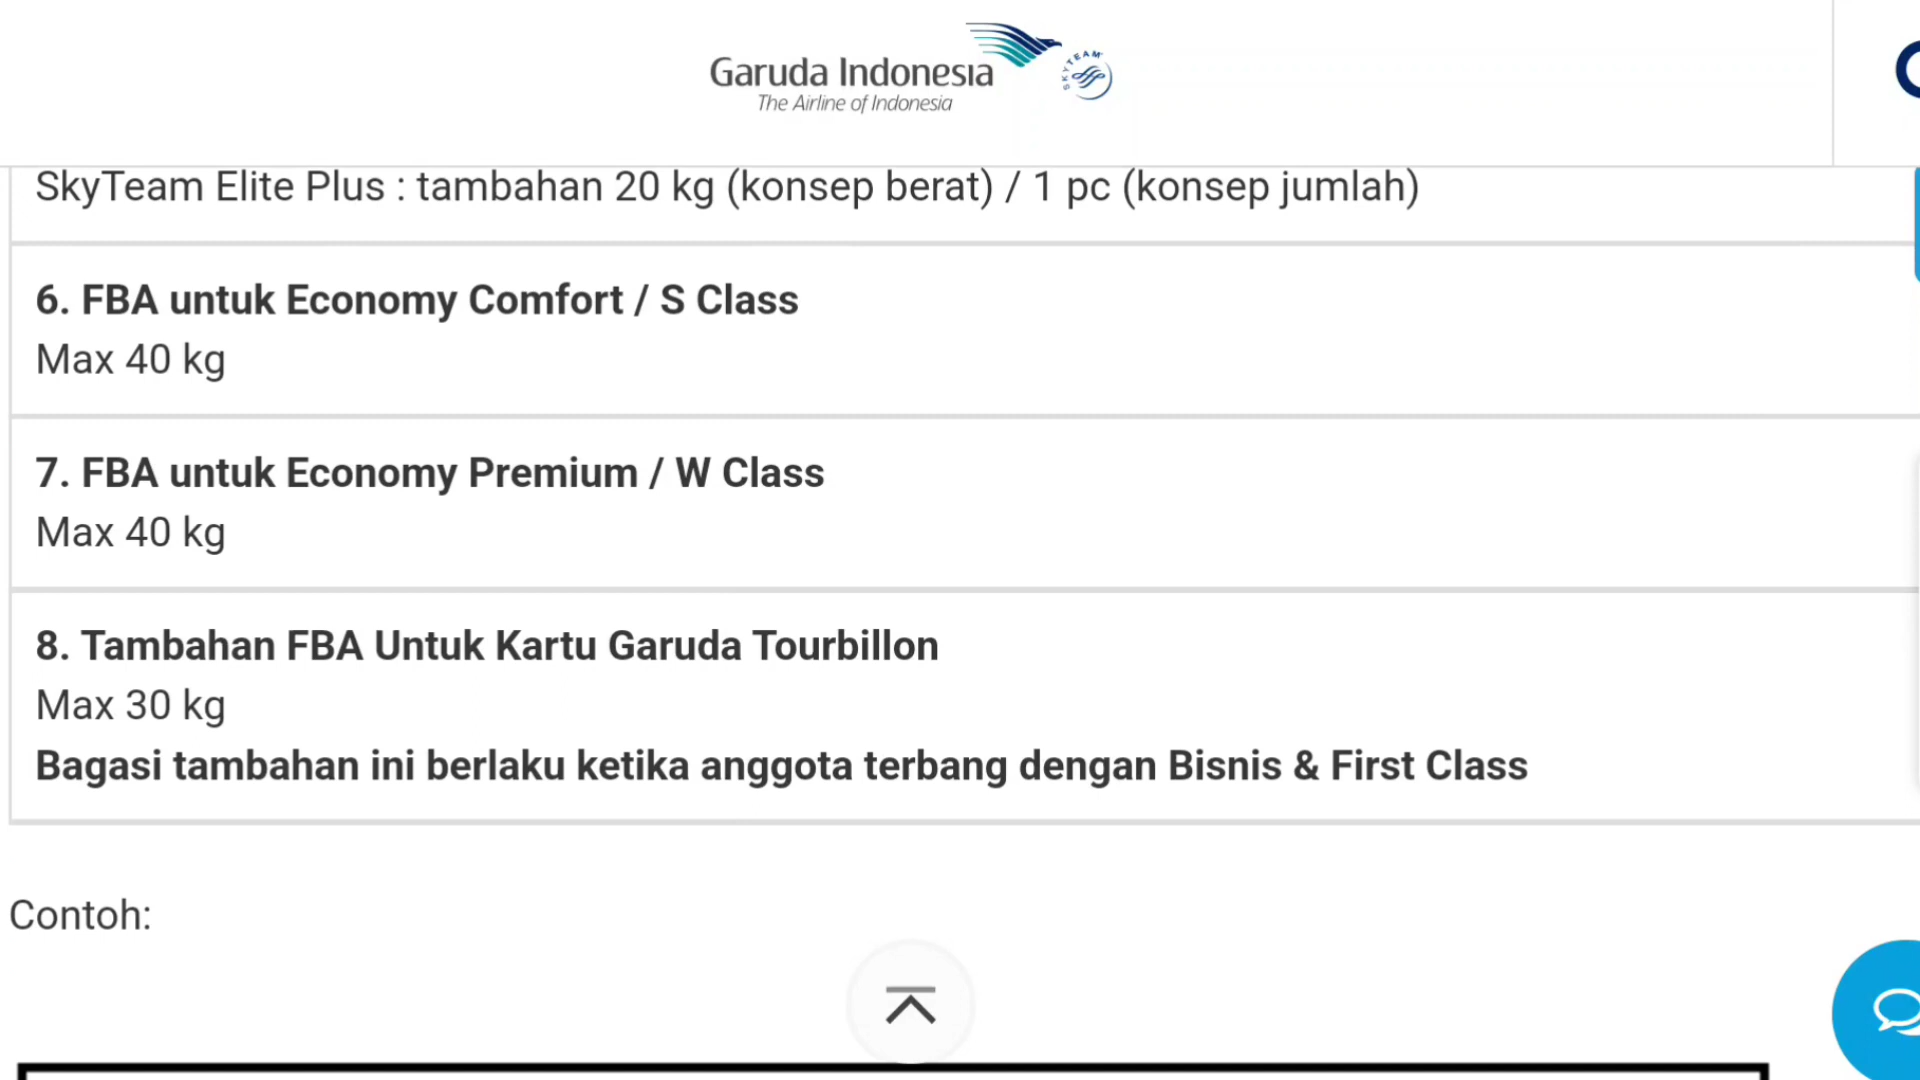 Garuda Indonesia
The Airline of Indonesia
SKYTEAM
SkyTeam Elite Plus : tambahan 20 kg (konsep berat) / 1 pc (konsep jumlah)
6. FBA untuk Economy Comfort / S Class
Max 40 kg
7. FBA untuk Economy Premium / W Class
Max 40 kg
8. Tambahan FBA Untuk Kartu Garuda Tourbillon
Max 30 kg
Bagasi tambahan ini berlaku ketika anggota terbang dengan Bisnis & First Class
Contoh: